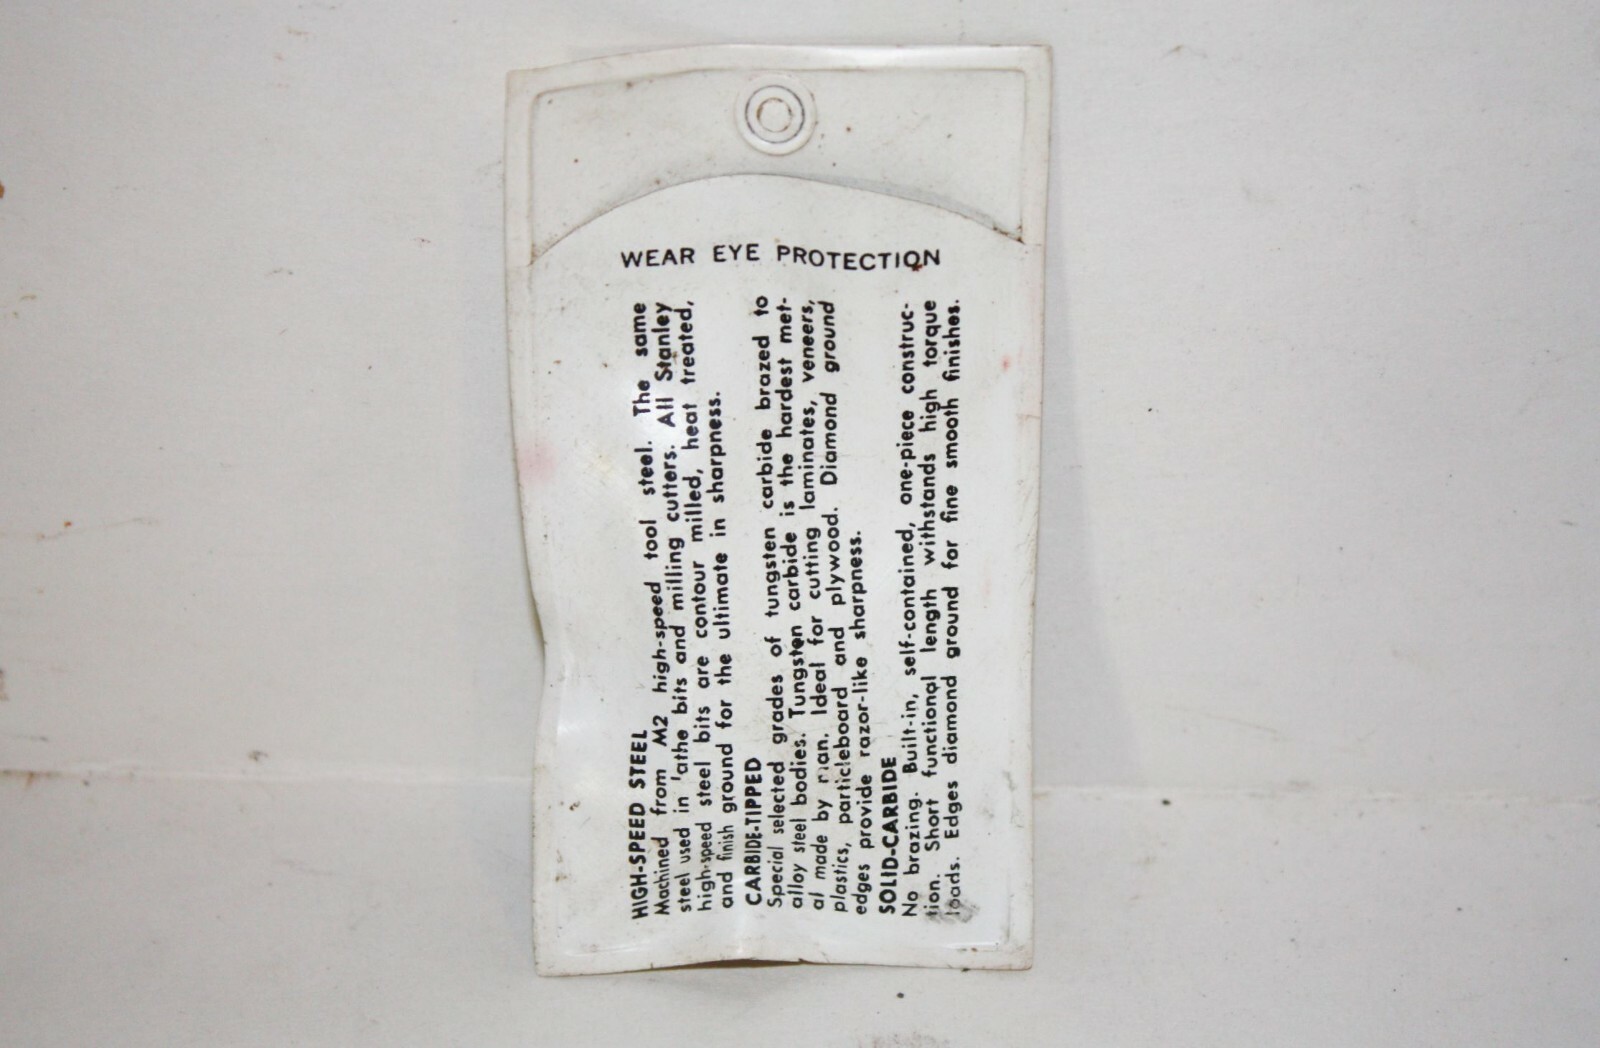 WEAR EYE PROTECTION
HIGH-SPEED STEEL
Machined from M2 high-speed tool steel. The same
steel used in lathe bits and milling cutters. All Stanley
high-speed steel bits are contour milled, heat treated,
and finish ground for the ultimate in sharpness.
CARBIDE-TIPPED
Special selected grades of tungsten carbide brazed to
alloy steel bodies. Tungsten carbide is the hardest met-
al made by man. Ideal for cutting laminates, veneers,
plastics, particleboard and plywood. Diamond ground
edges provide razor-like sharpness.
SOLID-CARBIDE
No brazing. Built-in, self-contained, one-piece construc-
tion. Short functional length withstands high torque
loads. Edges diamond ground for fine smooth finishes.